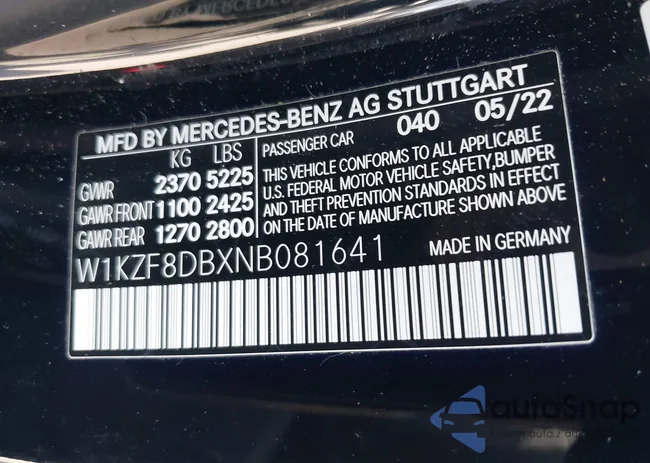 MFD BY MERCEDES-BENZ AG STUTTGART
KG LBS
GVWR 2370 5225
GAWR FRONT 1100 2425
GAWR REAR 1270 2800
PASSENGER CAR 040 05/22
THIS VEHICLE CONFORMS TO ALL APPLICABLE
U.S. FEDERAL MOTOR VEHICLE SAFETY,BUMPER
AND THEFT PREVENTION STANDARDS IN EFFECT
ON THE DATE OF MANUFACTURE SHOWN ABOVE
W1KZF8DBXNB081641 MADE IN GERMANY
autoSnap